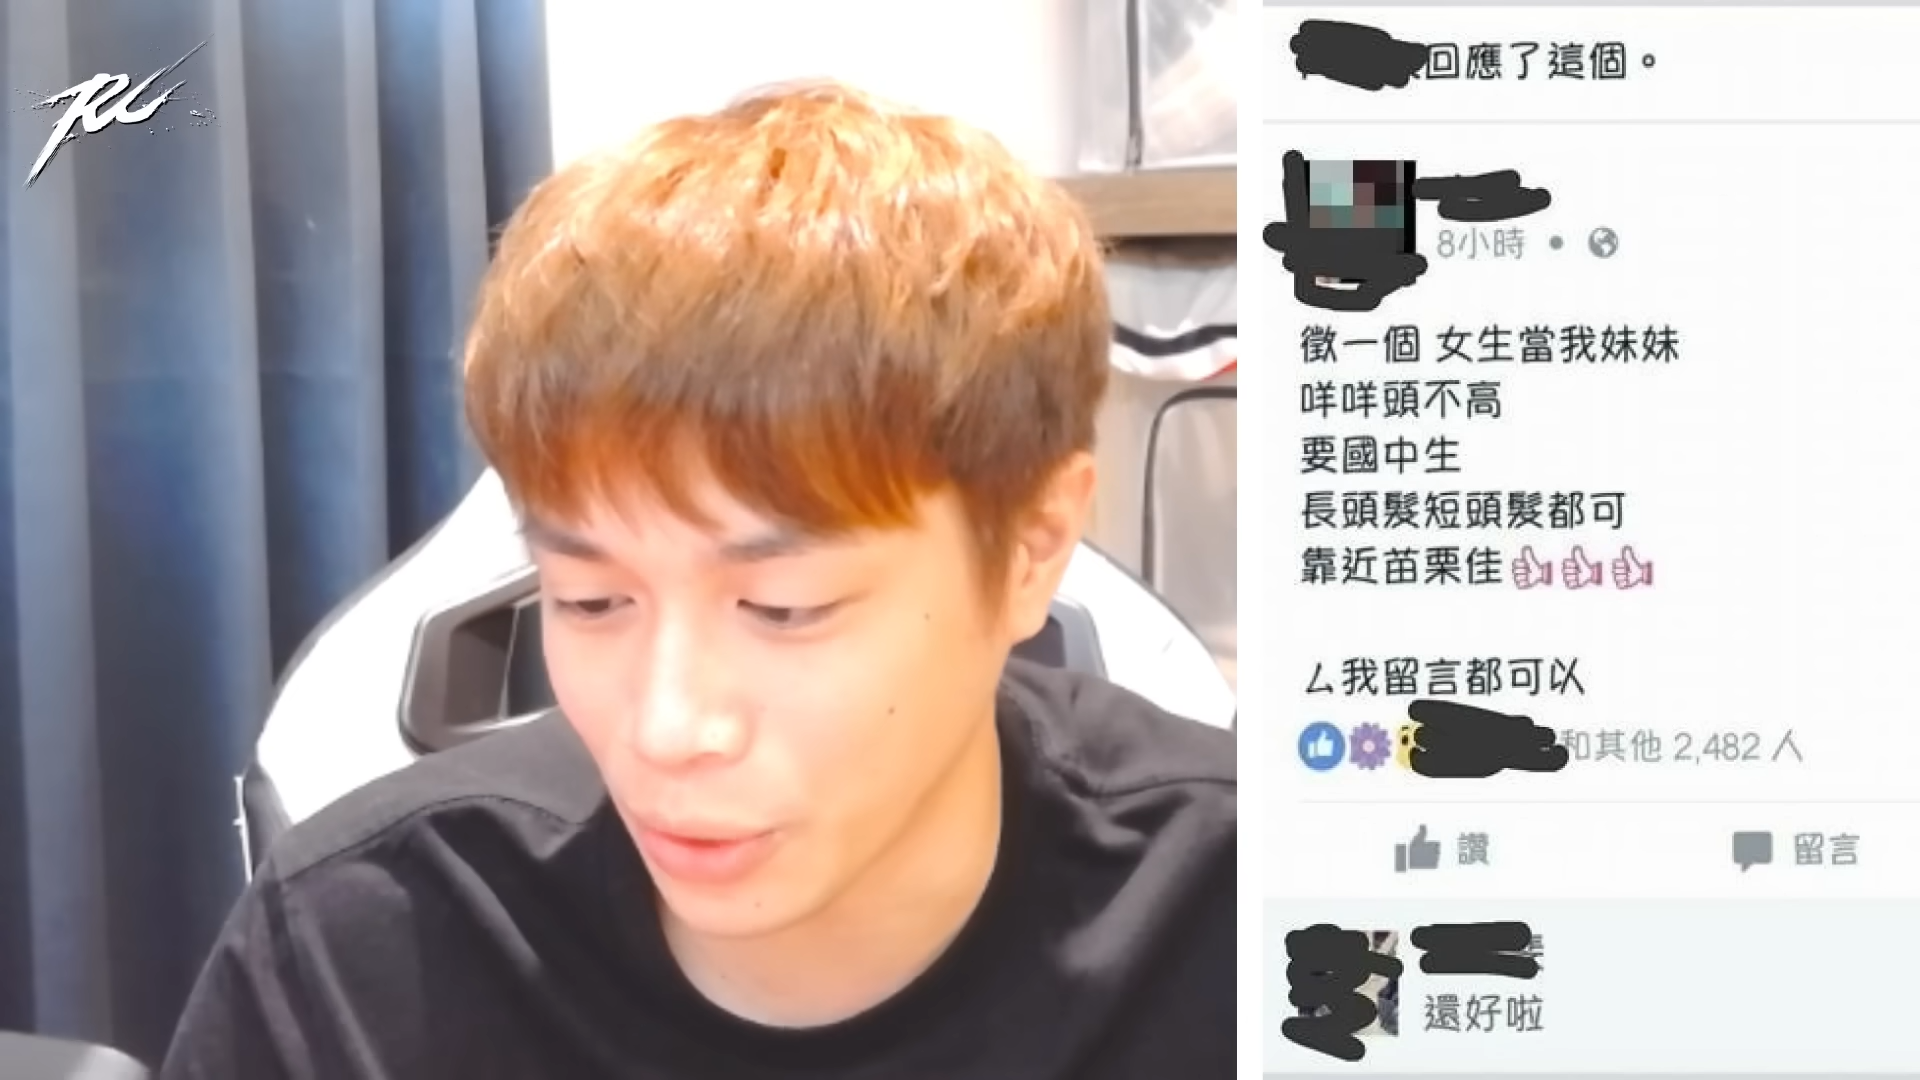 RC
回應了這個。
8小時
徵一個 女生當我妹妹
咩咩頭不高
要國中生
長頭髮短頭髮都可
靠近苗栗佳👍👍👍
ㄙ我留言都可以
和其他 2,482 人
讚
留言
還好啦